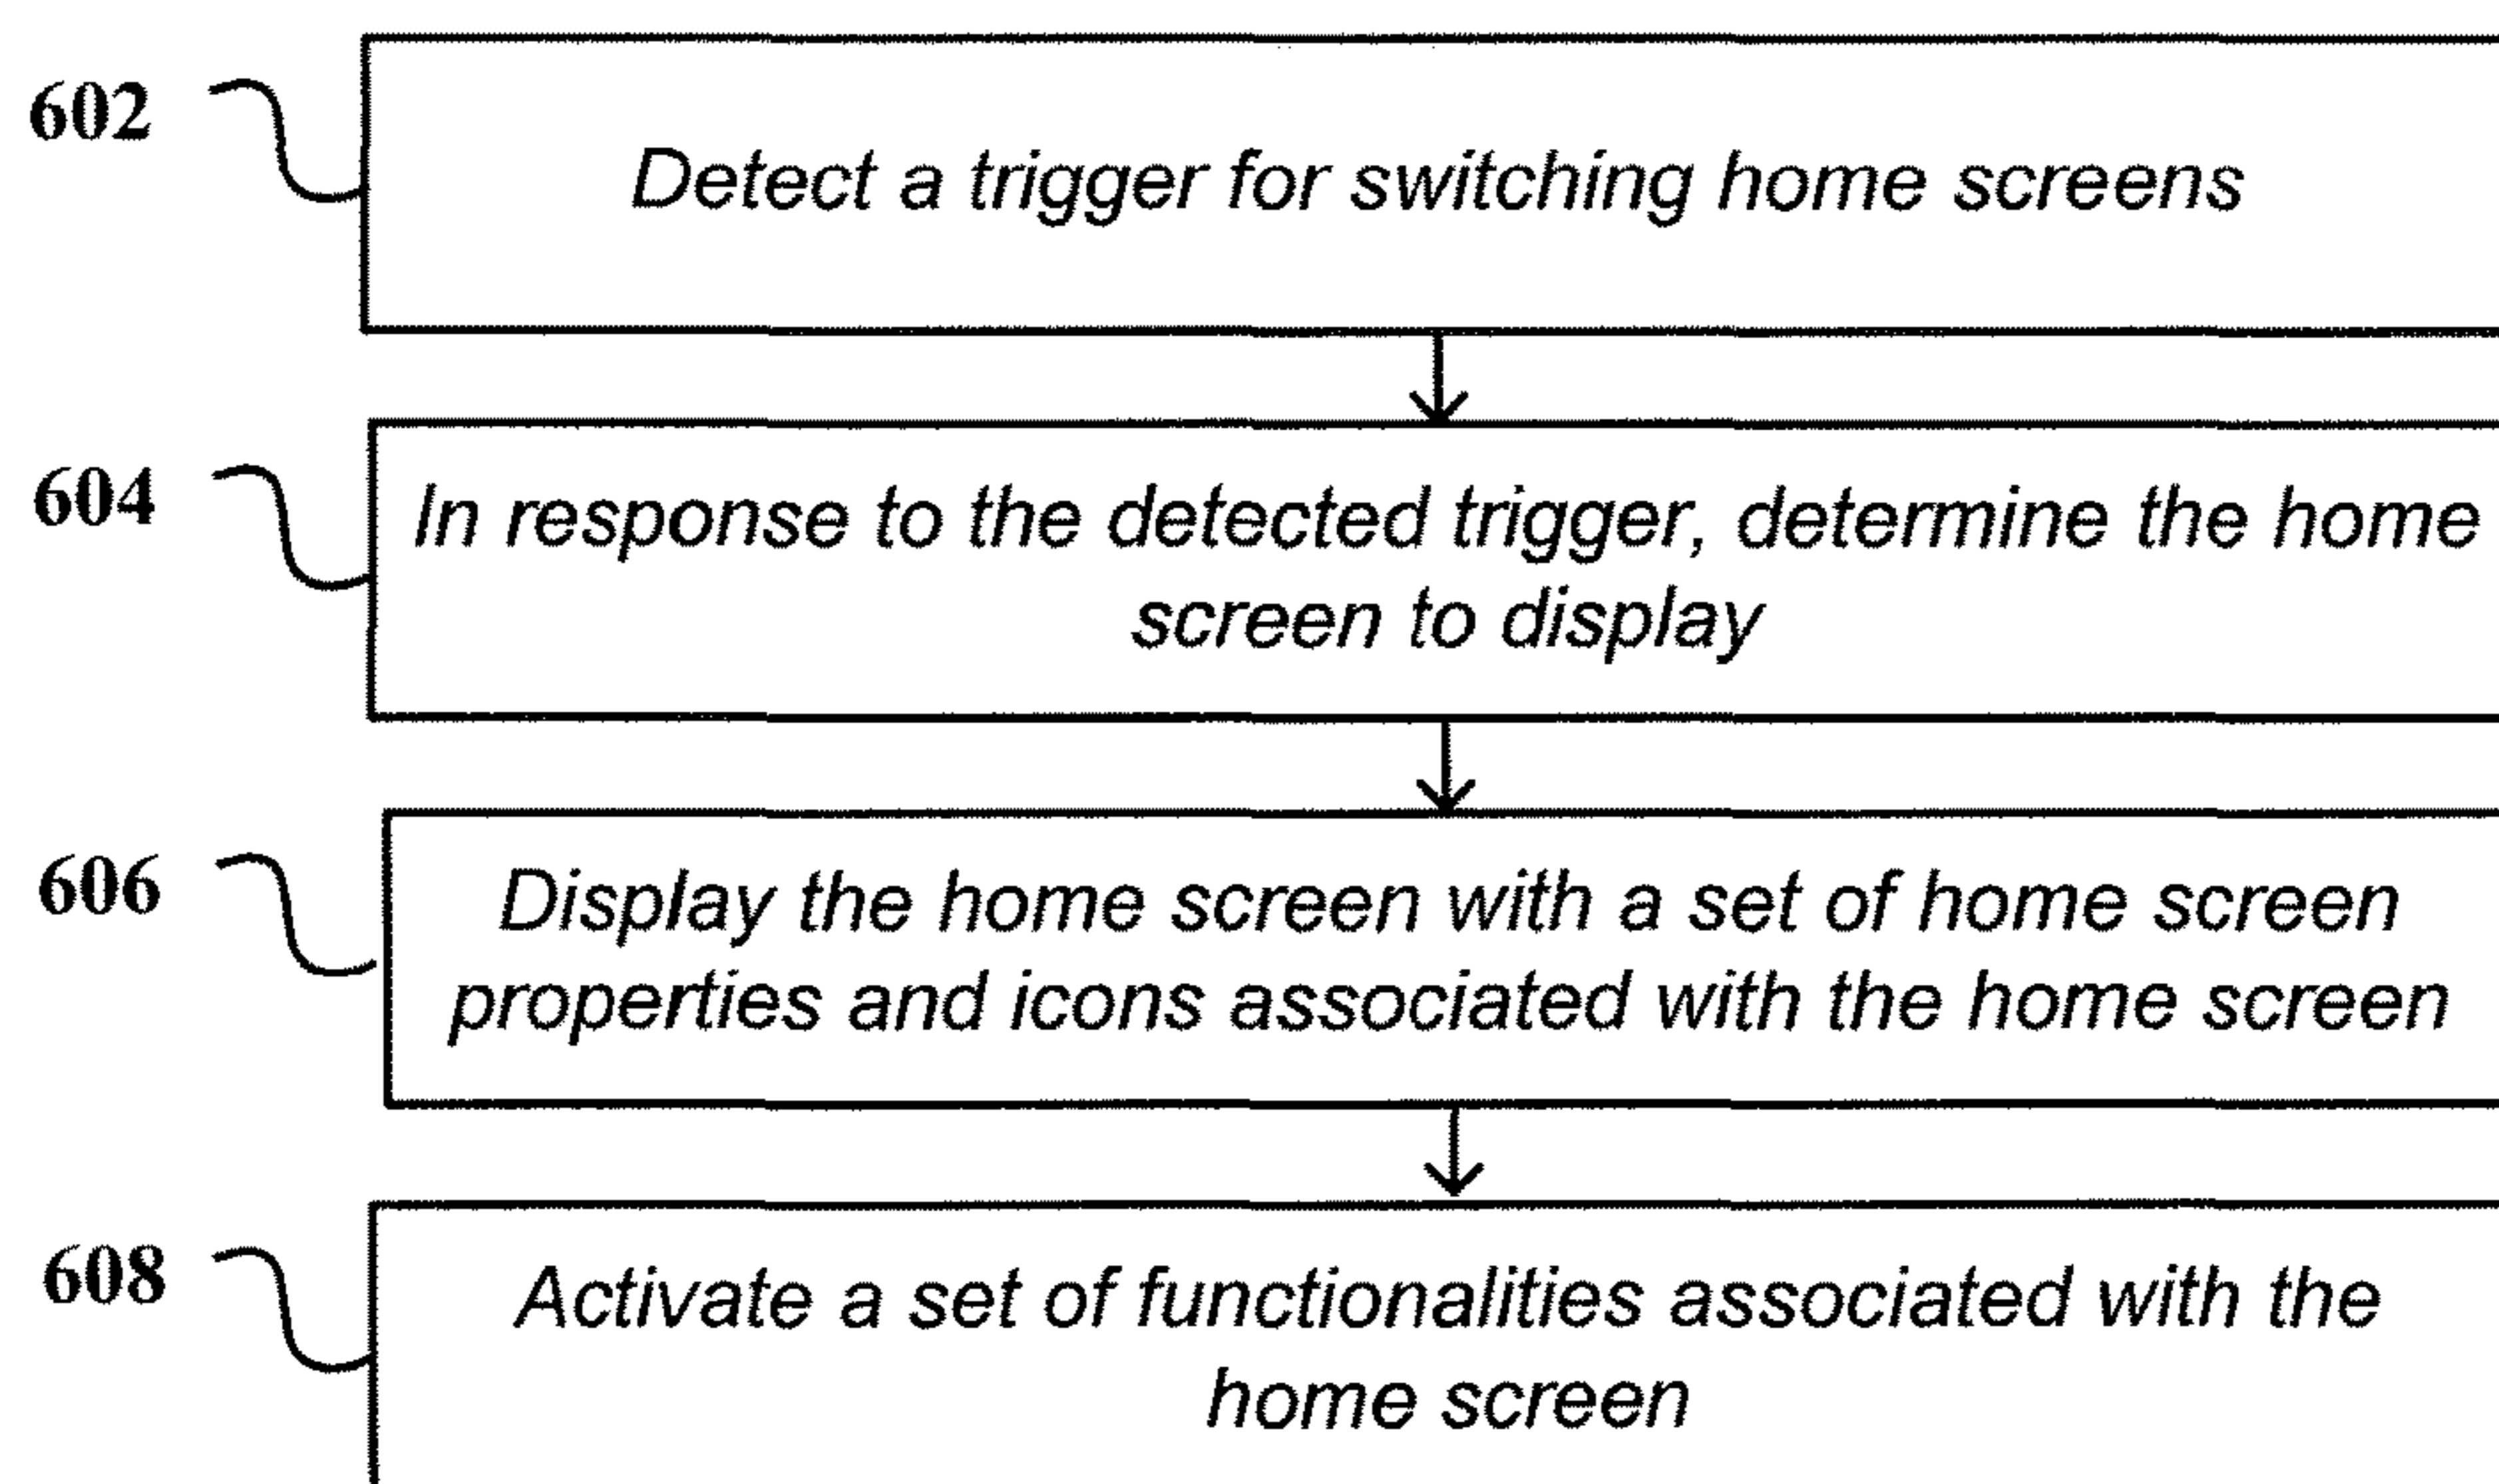 602
Detect a trigger for switching home screens
604
In response to the detected trigger, determine the home
screen to display
606
Display the home screen with a set of home screen
properties and icons associated with the home screen
608
Activate a set of functionalities associated with the
home screen